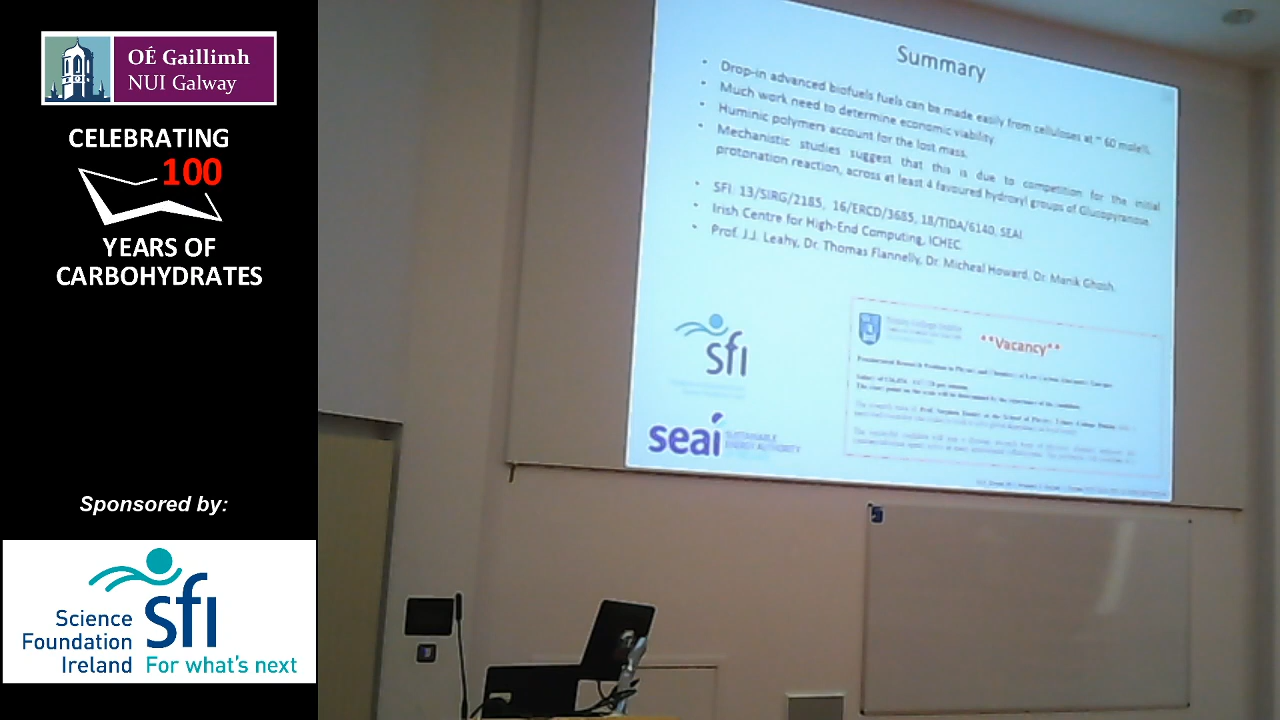 OÉ Gaillimh
NUI Galway
CELEBRATING
100
YEARS OF
CARBOHYDRATES
Sponsored by:
Science
Foundation
Ireland
sfi
For what's next
Summary
• Drop-in advanced biofuels fuels can be made easily from celluloses at ~ 60 mole%.
• Much work need to determine economic viability
• Huminic polymers account for the lost mass.
• Mechanistic studies suggest that this is due to competition for the initial
protonation reaction, across at least 4 favoured hydroxyl groups of Glucopyranose.
• SFI: 13/SIRG/2185, 16/ERCD/3685, 18/TIDA/6140, SEAI
• Irish Centre for High-End Computing, ICHEC
• Prof. J.J. Leahy, Dr. Thomas Flannelly, Dr. Micheal Howard, Dr. Manik Ghosh.
sfi
seai
SUSTAINABLE
ENERGY AUTHORITY
**Vacancy**